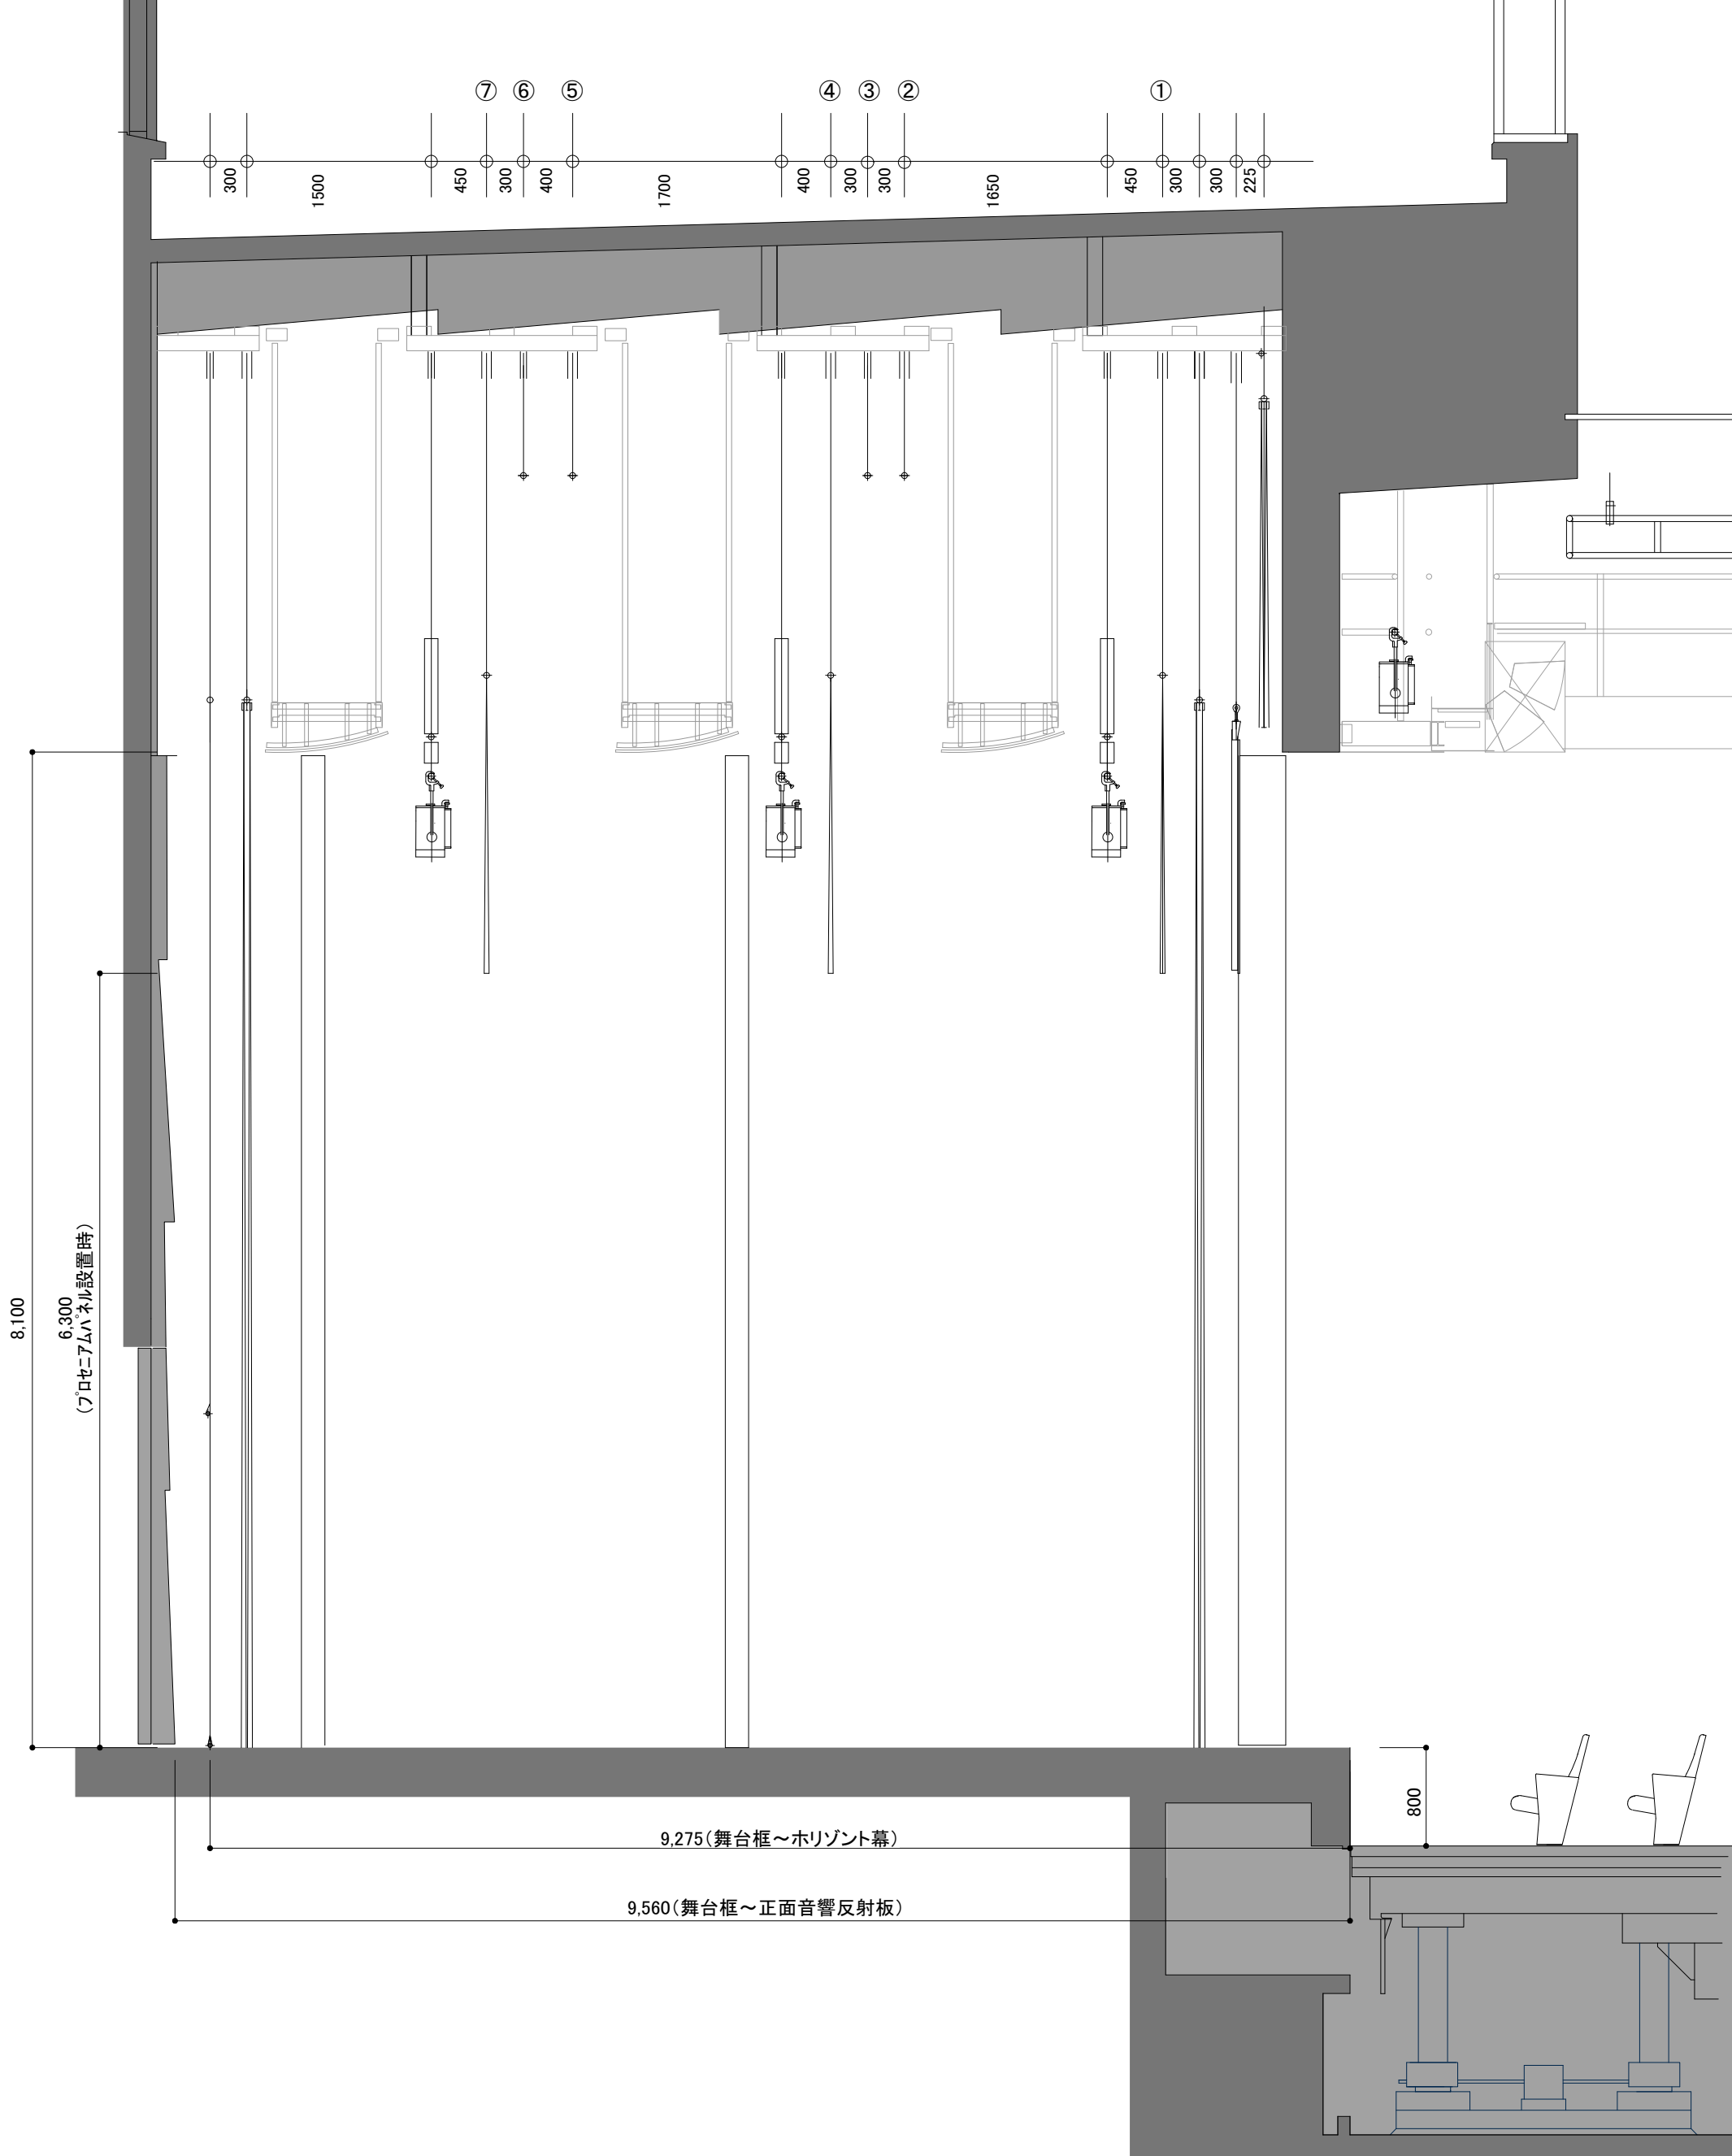 ⑦ ⑥ ⑤ ④ ③ ② ①
300 1500 450 300 400 1700 400 300 300 1650 450 300 300 225
8,100
6,300
（ﾌﾟﾛｾﾆｱﾑﾊﾟﾈﾙ設置時）
800
9,275（舞台框～ホリゾント幕）
9,560（舞台框～正面音響反射板）